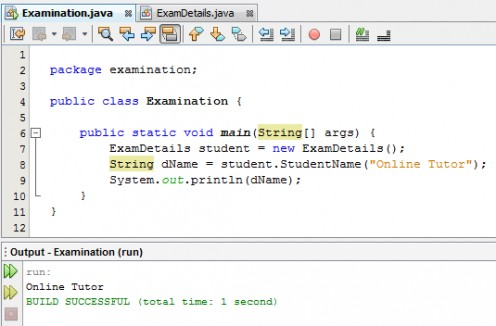 Examination.java ExamDetails.java
1
2 package examination;
3
4 public class Examination {
5
6 public static void main(String[] args) {
7 ExamDetails student = new ExamDetails();
8 String dName = student.StudentName("Online Tutor");
9 System.out.println(dName);
10 }
11 }
12
Output - Examination (run)
run:
Online Tutor
BUILD SUCCESSFUL (total time: 1 second)